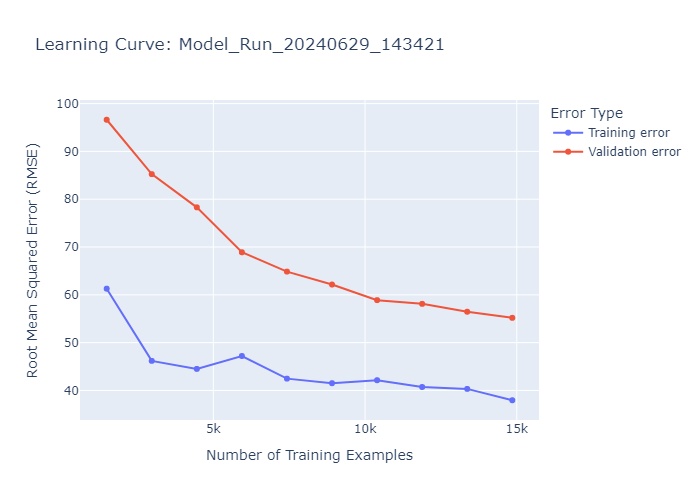 Learning Curve: Model_Run_20240629_143421
Error Type
Training error
Validation error
Root Mean Squared Error (RMSE)
100
90
80
70
60
50
40
5k
10k
15k
Number of Training Examples